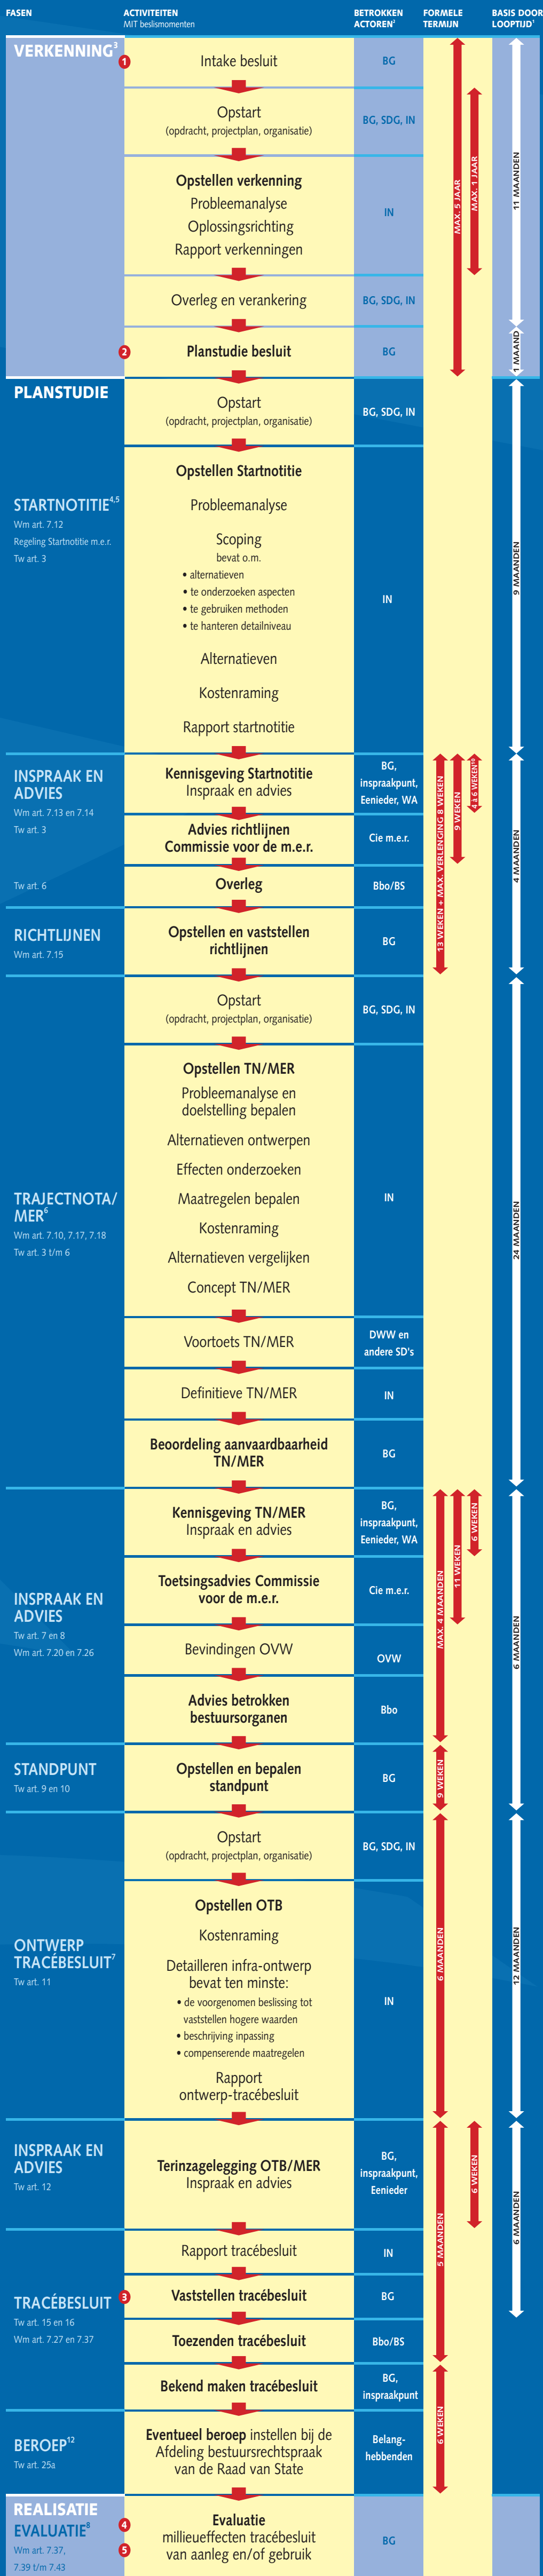 FASEN
ACTIVITEITEN
MIT beslismomenten
BETROKKEN
ACTOREN²
FORMELE
TERMIJN
BASIS DOOR
LOOPTIJD¹
VERKENNING³
1
Intake besluit
BG
Opstart
(opdracht, projectplan, organisatie)
BG, SDG, IN
Opstellen verkenning
Probleemanalyse
Oplossingsrichting
Rapport verkenningen
IN
Overleg en verankering
BG, SDG, IN
2
Planstudie besluit
BG
MAX. 5 JAAR
MAX. 1 JAAR
11 MAANDEN
1 MAAND
PLANSTUDIE
Opstart
(opdracht, projectplan, organisatie)
BG, SDG, IN
STARTNOTITIE⁴,⁵
Wm art. 7.12
Regeling Startnotitie m.e.r.
Tw art. 3
Opstellen Startnotitie
Probleemanalyse
Scoping
bevat o.m.
• alternatieven
• te onderzoeken aspecten
• te gebruiken methoden
• te hanteren detailniveau
Alternatieven
Kostenraming
Rapport startnotitie
IN
9 MAANDEN
INSPRAAK EN
ADVIES
Wm art. 7.13 en 7.14
Tw art. 3
Kennisgeving Startnotitie
Inspraak en advies
BG,
inspraakpunt,
Eenieder, WA
Advies richtlijnen
Commissie voor de m.e.r.
Cie m.e.r.
Tw art. 6
Overleg
Bbo/BS
RICHTLIJNEN
Wm art. 7.15
Opstellen en vaststellen
richtlijnen
BG
13 WEKEN + MAX. VERLENGING 8 WEKEN
9 WEKEN
4 à 6 WEKEN
4 MAANDEN
Opstart
(opdracht, projectplan, organisatie)
BG, SDG, IN
TRAJECTNOTA/
MER⁶
Wm art. 7.10, 7.17, 7.18
Tw art. 3 t/m 6
Opstellen TN/MER
Probleemanalyse en
doelstelling bepalen
Alternatieven ontwerpen
Effecten onderzoeken
Maatregelen bepalen
Kostenraming
Alternatieven vergelijken
Concept TN/MER
IN
Voortoets TN/MER
DWW en
andere SD's
Definitieve TN/MER
IN
Beoordeling aanvaardbaarheid
TN/MER
BG
24 MAANDEN
INSPRAAK EN
ADVIES
Tw art. 7 en 8
Wm art. 7.20 en 7.26
Kennisgeving TN/MER
Inspraak en advies
BG,
inspraakpunt,
Eenieder, WA
Toetsingsadvies Commissie
voor de m.e.r.
Cie m.e.r.
Bevindingen OVW
OVW
Advies betrokken
bestuursorganen
Bbo
MAX. 4 MAANDEN
11 WEKEN
6 WEKEN
6 MAANDEN
STANDPUNT
Tw art. 9 en 10
Opstellen en bepalen
standpunt
BG
9 WEKEN
Opstart
(opdracht, projectplan, organisatie)
BG, SDG, IN
ONTWERP
TRACÉBESLUIT⁷
Tw art. 11
Opstellen OTB
Kostenraming
Detailleren infra-ontwerp
bevat ten minste:
• de voorgenomen beslissing tot
vaststellen hogere waarden
• beschrijving inpassing
• compenserende maatregelen
Rapport
ontwerp-tracébesluit
IN
6 MAANDEN
12 MAANDEN
INSPRAAK EN
ADVIES
Tw art. 12
Terinzagelegging OTB/MER
Inspraak en advies
BG,
inspraakpunt,
Eenieder
6 WEKEN
5 MAANDEN
6 MAANDEN
Rapport tracébesluit
IN
TRACÉBESLUIT
Tw art. 15 en 16
Wm art. 7.27 en 7.37
3
Vaststellen tracébesluit
BG
Toezenden tracébesluit
Bbo/BS
Bekend maken tracébesluit
BG,
inspraakpunt
6 WEKEN
BEROEP¹²
Tw art. 25a
Eventueel beroep instellen bij de
Afdeling bestuursrechtspraak
van de Raad van State
Belang-
hebbenden
REALISATIE
EVALUATIE⁸
Wm art. 7.37,
7.39 t/m 7.43
4
5
Evaluatie
milieueffecten tracébesluit
van aanleg en/of gebruik
BG